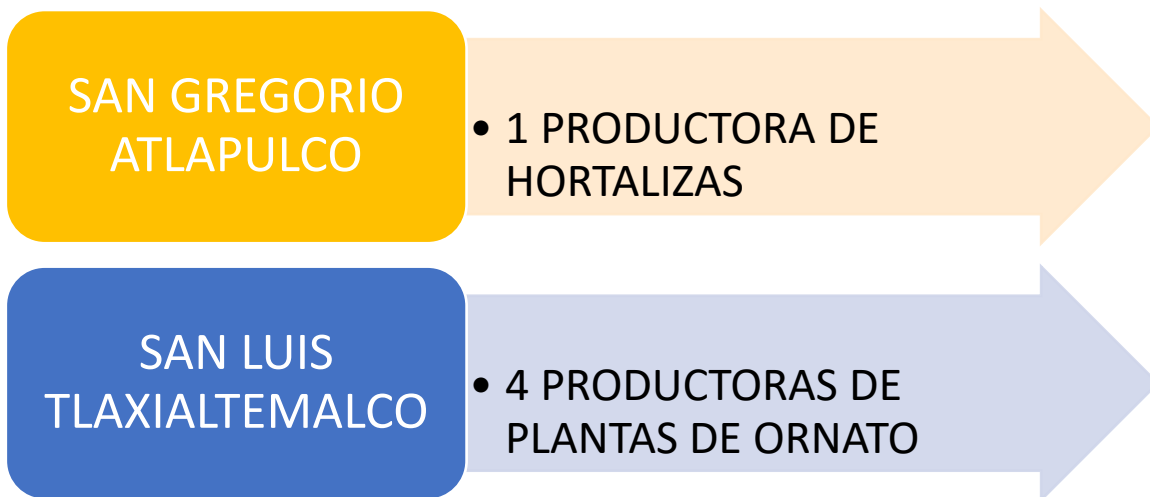 SAN GREGORIO
ATLAPULCO
• 1 PRODUCTORA DE
HORTALIZAS
SAN LUIS
TLAXIALTEMALCO
• 4 PRODUCTORAS DE
PLANTAS DE ORNATO